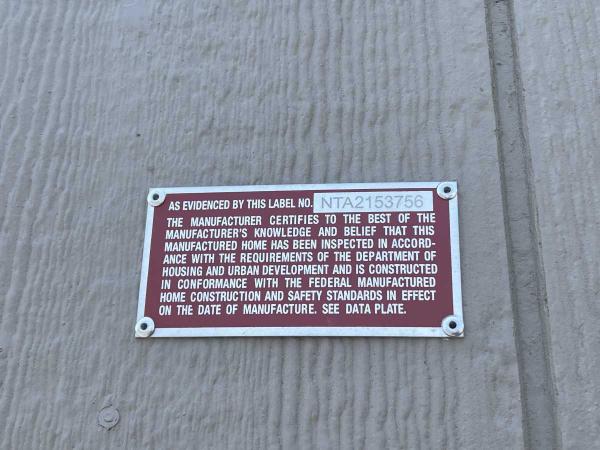 AS EVIDENCED BY THIS LABEL NO. NTA2153756
THE MANUFACTURER CERTIFIES TO THE BEST OF THE
MANUFACTURER'S KNOWLEDGE AND BELIEF THAT THIS
MANUFACTURED HOME HAS BEEN INSPECTED IN ACCORD-
ANCE WITH THE REQUIREMENTS OF THE DEPARTMENT OF
HOUSING AND URBAN DEVELOPMENT AND IS CONSTRUCTED
IN CONFORMANCE WITH THE FEDERAL MANUFACTURED
HOME CONSTRUCTION AND SAFETY STANDARDS IN EFFECT
ON THE DATE OF MANUFACTURE. SEE DATA PLATE.